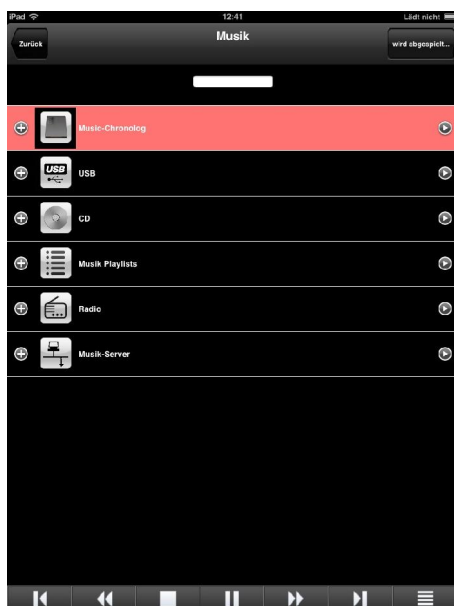 iPad 12:41 Lädt nicht
Zurück Musik wird abgespielt...
Music-Chronolog
USB USB
CD
Musik Playlists
Radio
Musik-Server